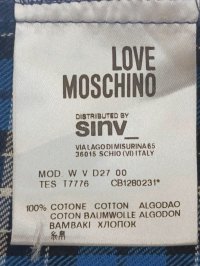 LOVE
MOSCHINO
DISTRIBUTED BY
sinv_
VIA LAGO DI MISURINA 65
36015 SCHIO (VI) ITALY
MOD W V D27 00
TES T7776 CB1280231*
100% COTONE COTTON ALGODAO
COTON BAUMWOLLE ALGODON
BAMBAKI ХЛОПОК